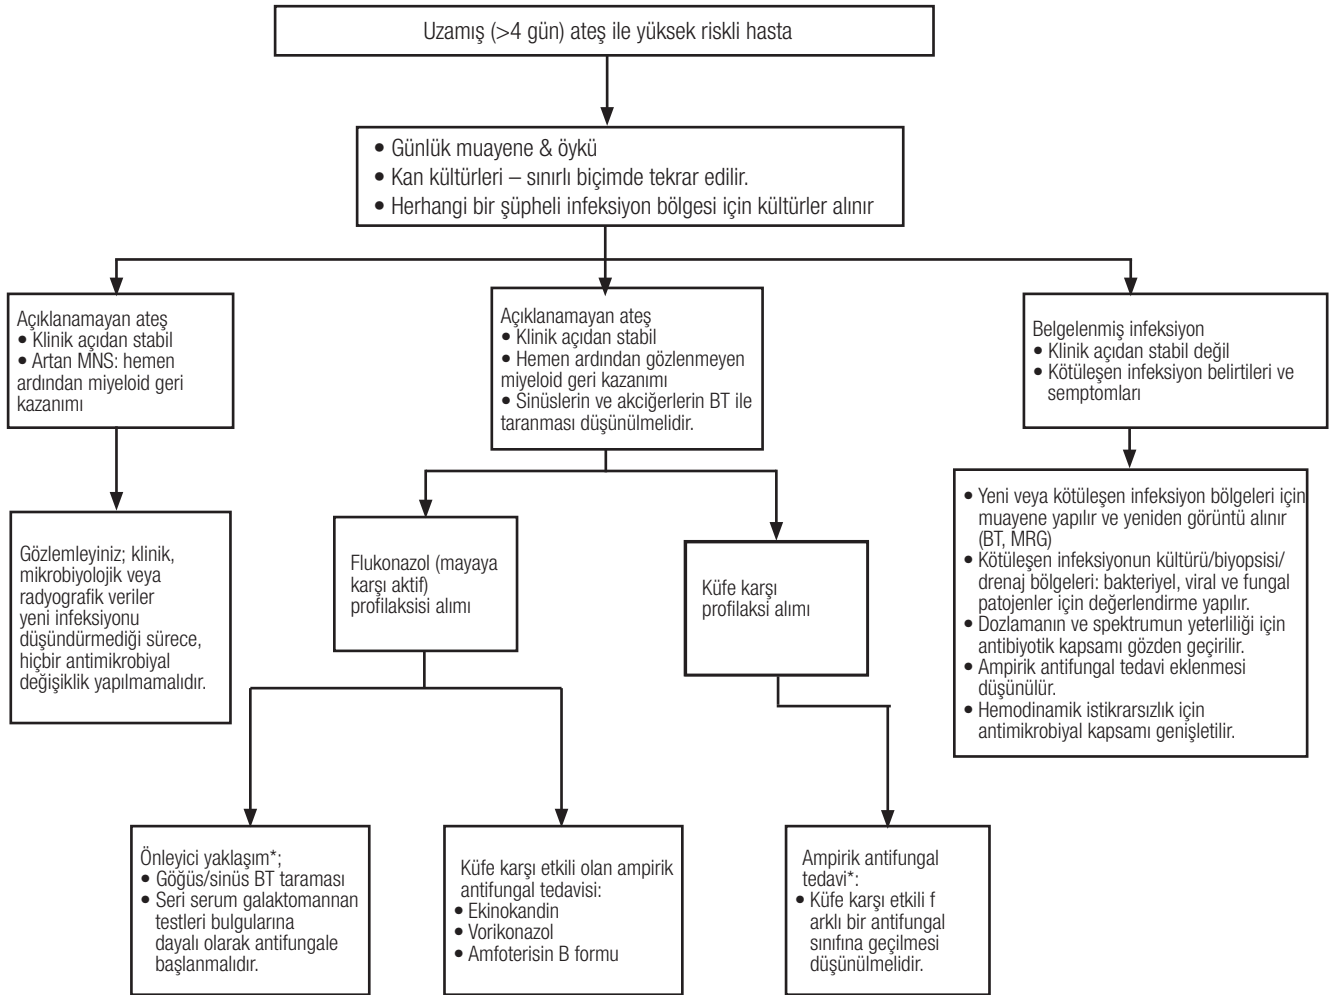 Uzamış (>4 gün) ateş ile yüksek riskli hasta
• Günlük muayene & öykü
• Kan kültürleri – sınırlı biçimde tekrar edilir.
• Herhangi bir şüpheli infeksiyon bölgesi için kültürler alınır
Açıklanamayan ateş
• Klinik açıdan stabil
• Artan MNS: hemen
ardından miyeloid geri
kazanımı
Açıklanamayan ateş
• Klinik açıdan stabil
• Hemen ardından gözlenmeyen
miyeloid geri kazanımı
• Sinüslerin ve akciğerlerin BT ile
taranması düşünülmelidir.
Belgelenmiş infeksiyon
• Klinik açıdan stabil değil
• Kötüleşen infeksiyon belirtileri ve
semptomları
Gözlemleyiniz; klinik,
mikrobiyolojik veya
radyografik veriler
yeni infeksiyonu
düşündürmediği sürece,
hiçbir antimikrobiyal
değişiklik yapılmamalıdır.
Flukonazol (mayaya
karşı aktif)
profilaksisi alımı
Küfe karşı
profilaksi alımı
• Yeni veya kötüleşen infeksiyon bölgeleri için
muayene yapılır ve yeniden görüntü alınır
(BT, MRG)
• Kötüleşen infeksiyonun kültürü/biyopsisi/
drenaj bölgeleri: bakteriyel, viral ve fungal
patojenler için değerlendirme yapılır.
• Dozlamanın ve spektrumun yeterliliği için
antibiyotik kapsamı gözden geçirilir.
• Ampirik antifungal tedavi eklenmesi
düşünülür.
• Hemodinamik istikrarsızlık için
antimikrobiyal kapsamı genişletilir.
Önleyici yaklaşım*;
• Göğüs/sinüs BT taraması
• Seri serum galaktomannan
testleri bulgularına
dayalı olarak antifungale
başlanmalıdır.
Küfe karşı etkili olan ampirik
antifungal tedavisi:
• Ekinokandin
• Vorikonazol
• Amfoterisin B formu
Ampirik antifungal
tedavi*:
• Küfe karşı etkili f
arklı bir antifungal
sınıfına geçilmesi
düşünülmelidir.